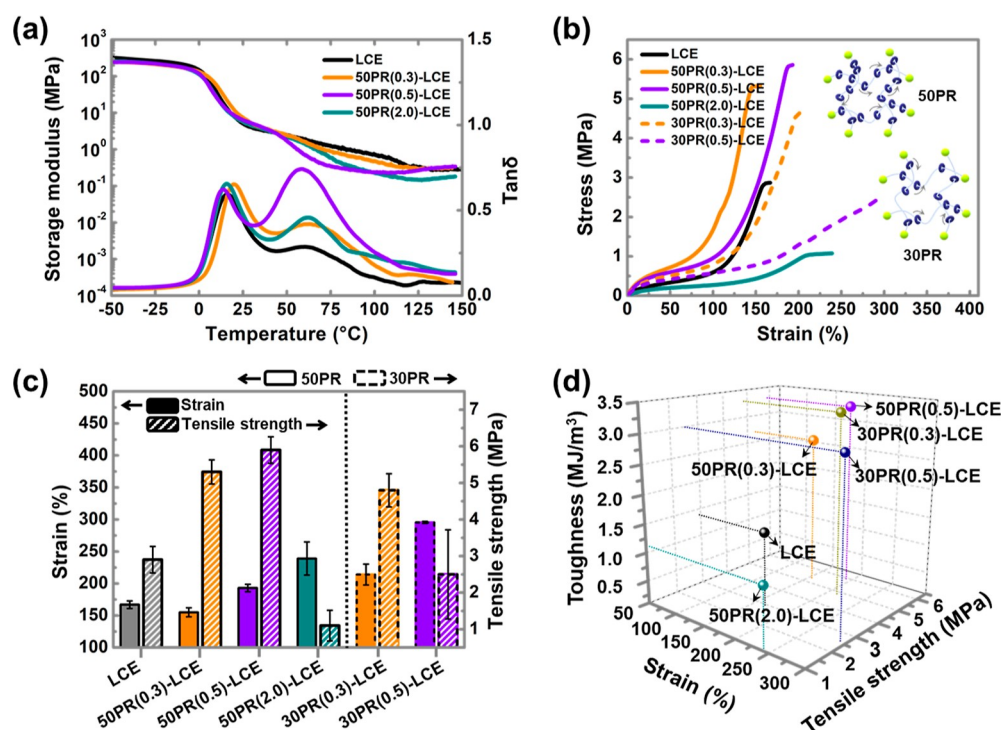 (a)
10³
10²
10¹
10⁰
10⁻¹
10⁻²
10⁻³
10⁻⁴
Storage modulus (MPa)
LCE
50PR(0.3)-LCE
50PR(0.5)-LCE
50PR(2.0)-LCE
1.5
1.0
0.5
0.0
Tanδ
-50 -25 0 25 50 75 100 125 150
Temperature (°C)
(b)
6
5
4
3
2
1
0
Stress (MPa)
LCE
50PR(0.3)-LCE
50PR(0.5)-LCE
50PR(2.0)-LCE
30PR(0.3)-LCE
30PR(0.5)-LCE
50PR
30PR
0 50 100 150 200 250 300 350 400
Strain (%)
(c)
50PR 30PR
Strain
Tensile strength
500
450
400
350
300
250
200
150
100
Strain (%)
7
6
5
4
3
2
1
Tensile strength (MPa)
LCE
50PR(0.3)-LCE
50PR(0.5)-LCE
50PR(2.0)-LCE
30PR(0.3)-LCE
30PR(0.5)-LCE
(d)
3.5
3.0
2.5
2.0
1.5
1.0
0.5
Toughness (MJ/m³)
50PR(0.5)-LCE
30PR(0.3)-LCE
50PR(0.3)-LCE
30PR(0.5)-LCE
LCE
50PR(2.0)-LCE
50
100
150
200
250
300
Strain (%)
1
2
3
4
5
6
Tensile strength (MPa)